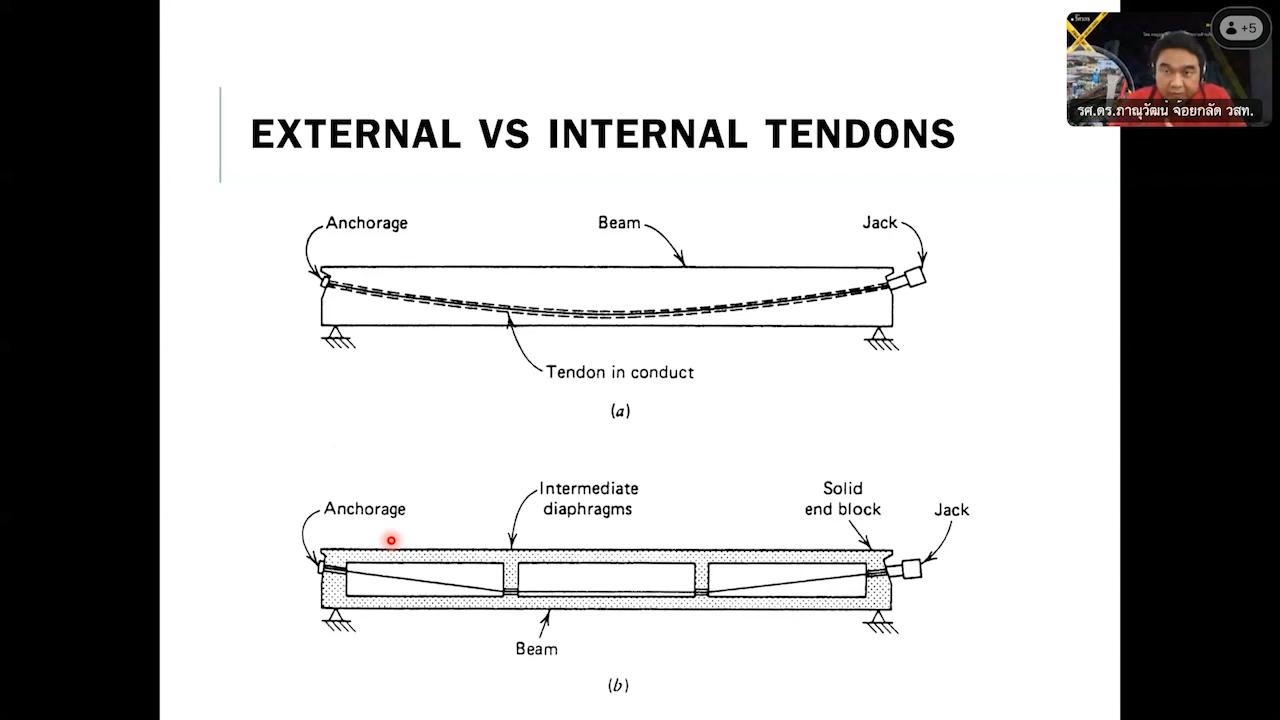 EXTERNAL VS INTERNAL TENDONS
+5
รศ.ดร.ภาณุวัฒน์ จ้อยกลัด วสท.
Anchorage
Beam
Jack
Tendon in conduct
(a)
Anchorage
Intermediate
diaphragms
Solid
end block
Jack
Beam
(b)